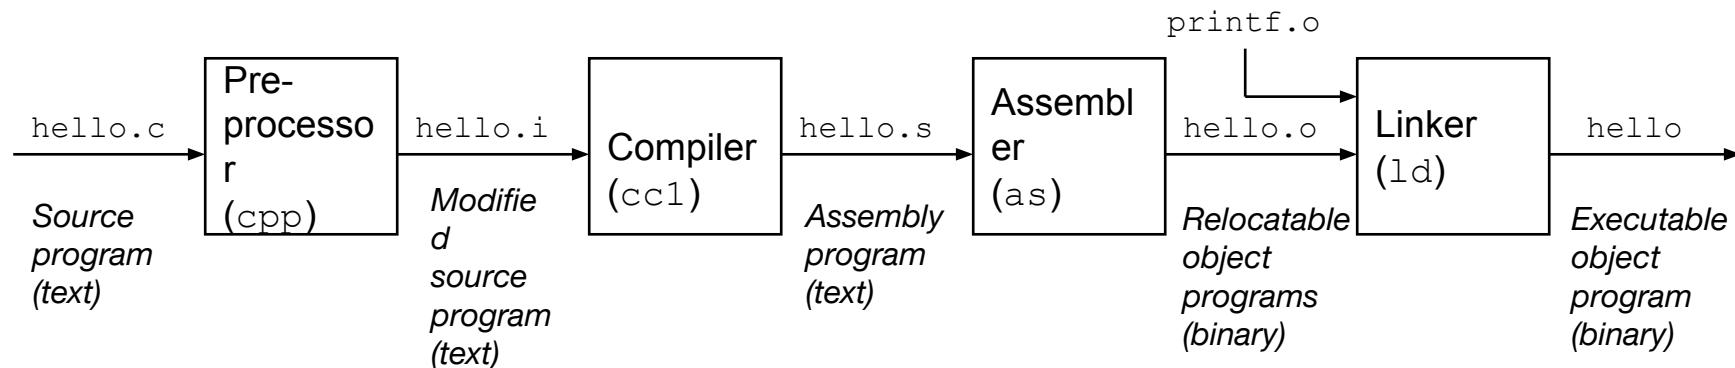 printf.o
hello.c
Pre-
processo
r
(cpp)
hello.i
Compiler
(cc1)
hello.s
Assembl
er
(as)
hello.o
Linker
(ld)
hello
Source
program
(text)
Modifie
d
source
program
(text)
Assembly
program
(text)
Relocatable
object
programs
(binary)
Executable
object
program
(binary)